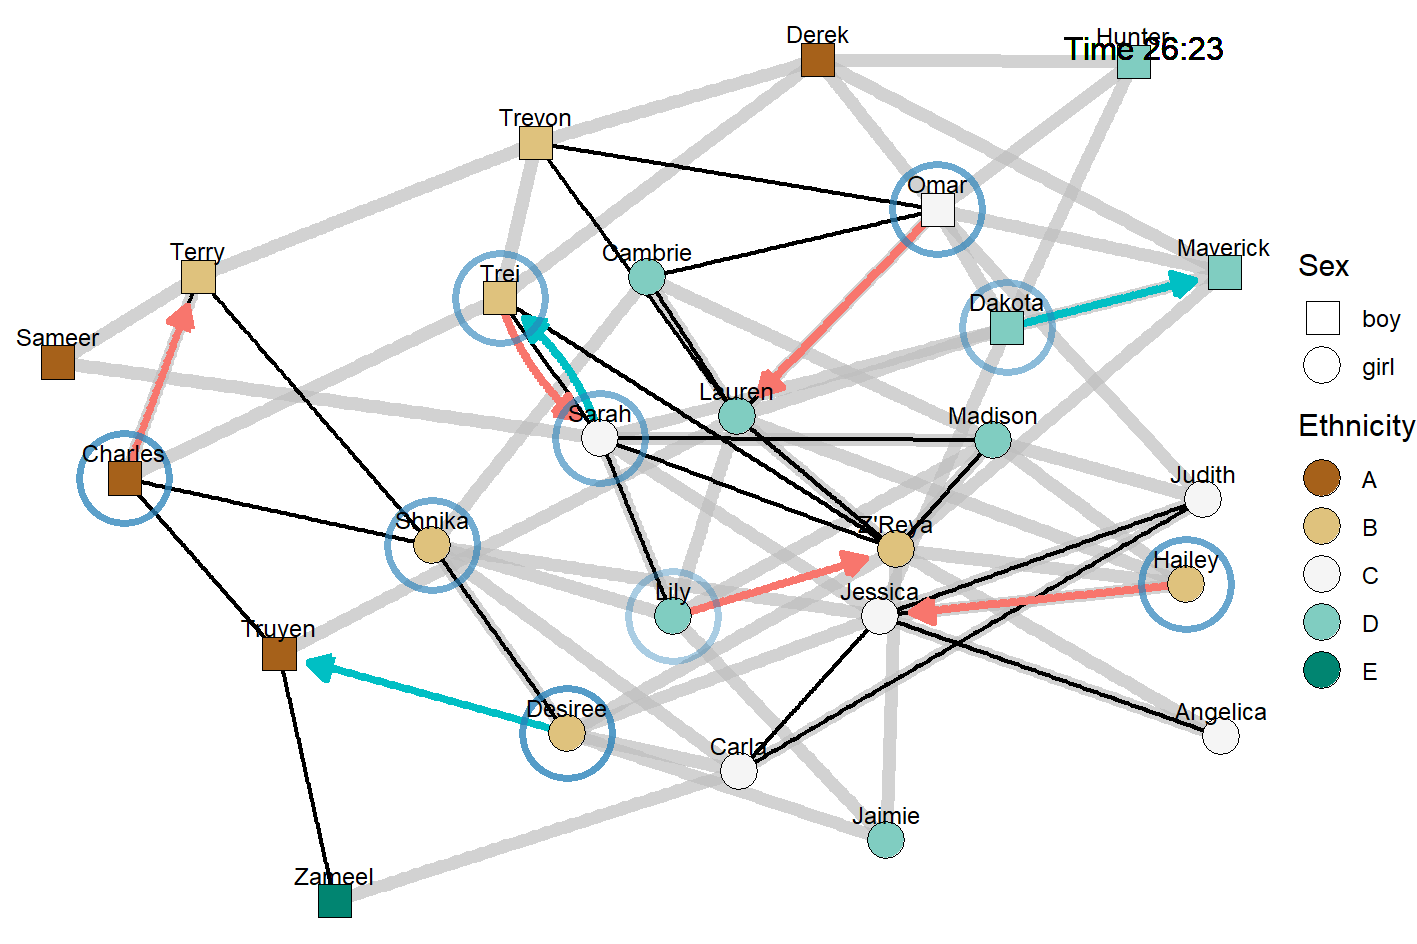 Derek
Hunter
Time 26:23
Trevon
Omar
Terry
Cambrie
Maverick
Trei
Dakota
Sameer
Lauren
Sarah
Madison
Charles
Judith
Shnika
Z'Reya
Hailey
Lily
Jessica
Truyen
Desiree
Angelica
Carla
Jaimie
Zameel
Sex
boy
girl
Ethnicity
A
B
C
D
E